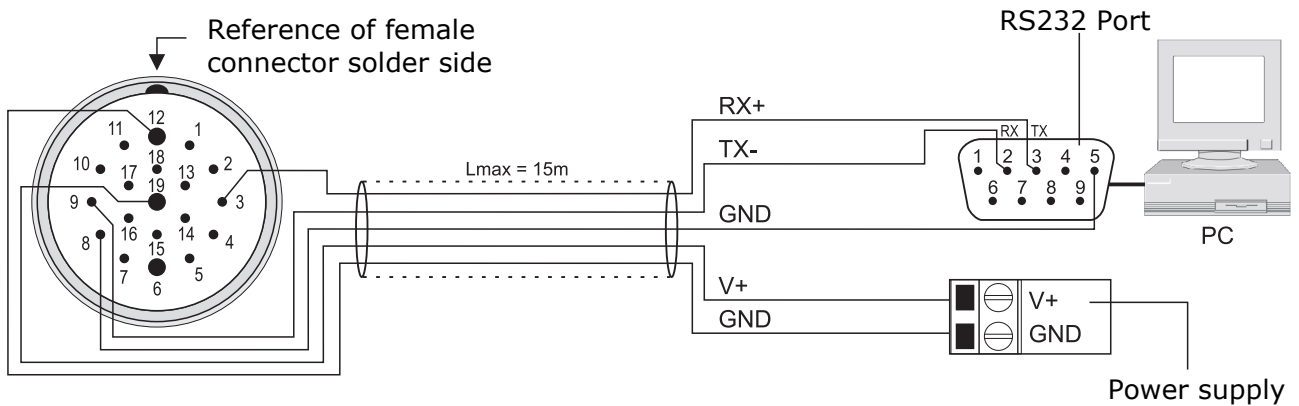 Reference of female
connector solder side
RS232 Port
12
11 1
10 18 2
17 13
19
9 3
16 14
8 15 4
7 5
6
Lmax = 15m
RX+
TX-
GND
V+
GND
RX TX
1 2 3 4 5
6 7 8 9
PC
V+
GND
Power supply